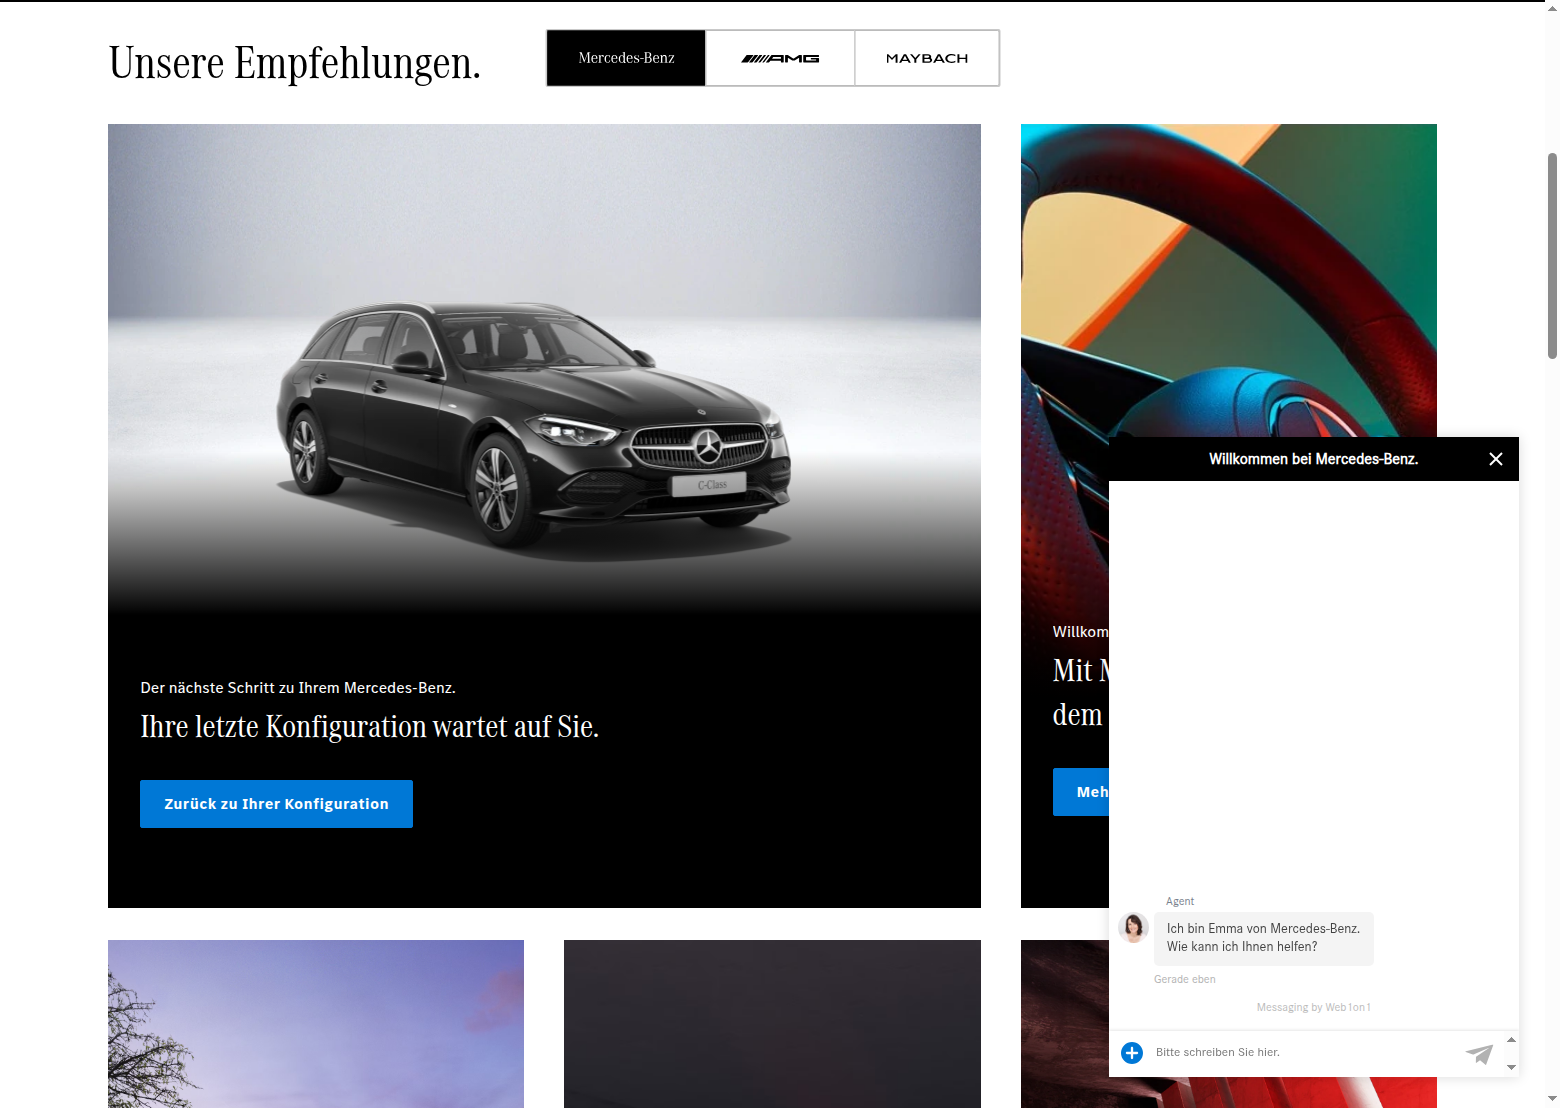 Unsere Empfehlungen.
Mercedes-Benz
AMG
MAYBACH
C-Class
Der nächste Schritt zu Ihrem Mercedes-Benz.
Ihre letzte Konfiguration wartet auf Sie.
Zurück zu Ihrer Konfiguration
Willkom
Mit M
dem
Meh
Willkommen bei Mercedes-Benz.
Agent
Ich bin Emma von Mercedes-Benz.
Wie kann ich Ihnen helfen?
Gerade eben
Messaging by Web1on1
Bitte schreiben Sie hier.